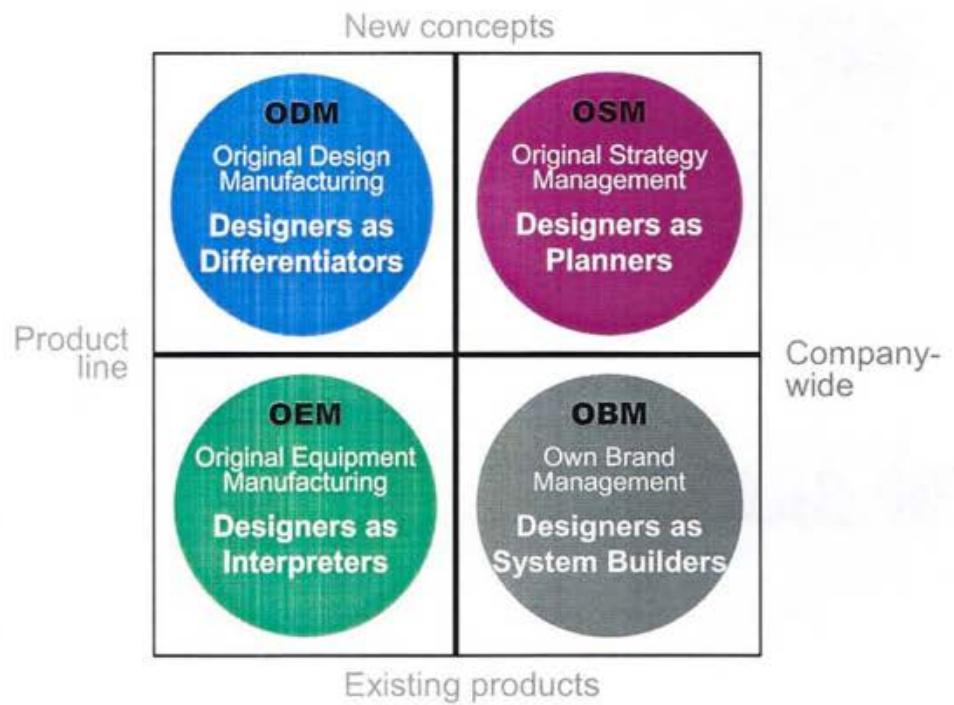 New concepts
ODM
Original Design
Manufacturing
Designers as
Differentiators
OSM
Original Strategy
Management
Designers as
Planners
Product
line
Company-
wide
OEM
Original Equipment
Manufacturing
Designers as
Interpreters
OBM
Own Brand
Management
Designers as
System Builders
Existing products